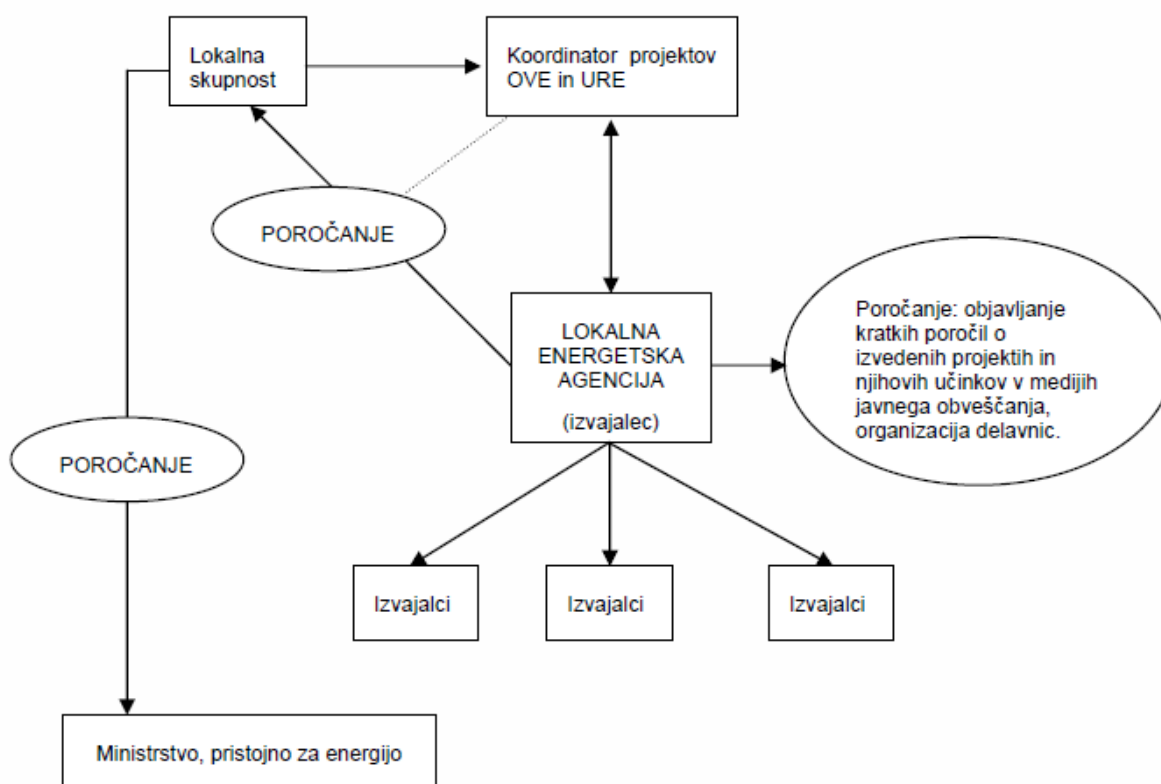 Lokalna
skupnost
Koordinator projektov
OVE in URE
POROČANJE
LOKALNA
ENERGETSKA
AGENCIJA
(izvajalec)
Poročanje: objavljanje
kratkih poročil o
izvedenih projektih in
njihovih učinkov v medijih
javnega obveščanja,
organizacija delavnic.
POROČANJE
Izvajalci
Izvajalci
Izvajalci
Ministrstvo, pristojno za energijo